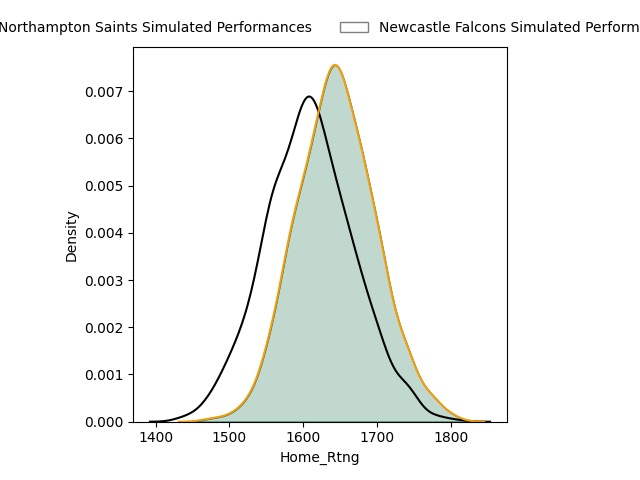 Northampton Saints Simulated Performances Newcastle Falcons Simulated Perform
0.007
0.006
0.005
0.004
0.003
0.002
0.001
0.000
Density
1400 1500 1600 1700 1800
Home_Rtng